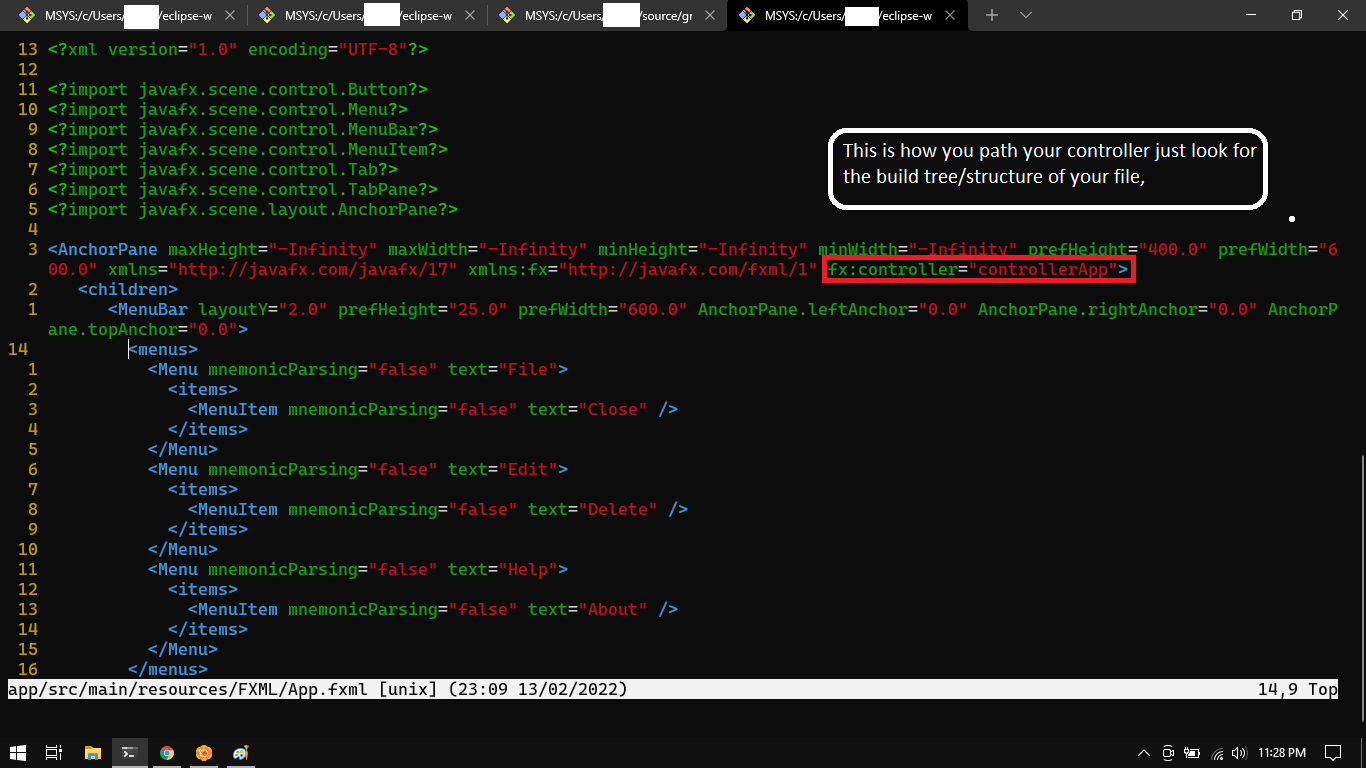 MSYS:/c/Users/ /eclipse-w MSYS:/c/Users/ /eclipse-w MSYS:/c/Users/ /source/gr MSYS:/c/Users/ /eclipse-w
13 <?xml version="1.0" encoding="UTF-8"?>
12
11 <?import javafx.scene.control.Button?>
10 <?import javafx.scene.control.Menu?>
9 <?import javafx.scene.control.MenuBar?>
8 <?import javafx.scene.control.MenuItem?>
7 <?import javafx.scene.control.Tab?>
6 <?import javafx.scene.control.TabPane?>
5 <?import javafx.scene.layout.AnchorPane?>
4
This is how you path your controller just look for
the build tree/structure of your file,
3 <AnchorPane maxHeight="-Infinity" maxWidth="-Infinity" minHeight="-Infinity" minWidth="-Infinity" prefHeight="400.0" prefWidth="6
00.0" xmlns="http://javafx.com/javafx/17" xmlns:fx="http://javafx.com/fxml/1" fx:controller="controllerApp">
2 <children>
1 <MenuBar layoutY="2.0" prefHeight="25.0" prefWidth="600.0" AnchorPane.leftAnchor="0.0" AnchorPane.rightAnchor="0.0" AnchorP
ane.topAnchor="0.0">
14 <menus>
1 <Menu mnemonicParsing="false" text="File">
2 <items>
3 <MenuItem mnemonicParsing="false" text="Close" />
4 </items>
5 </Menu>
6 <Menu mnemonicParsing="false" text="Edit">
7 <items>
8 <MenuItem mnemonicParsing="false" text="Delete" />
9 </items>
10 </Menu>
11 <Menu mnemonicParsing="false" text="Help">
12 <items>
13 <MenuItem mnemonicParsing="false" text="About" />
14 </items>
15 </Menu>
16 </menus>
app/src/main/resources/FXML/App.fxml [unix] (23:09 13/02/2022) 14,9 Top
11:28 PM